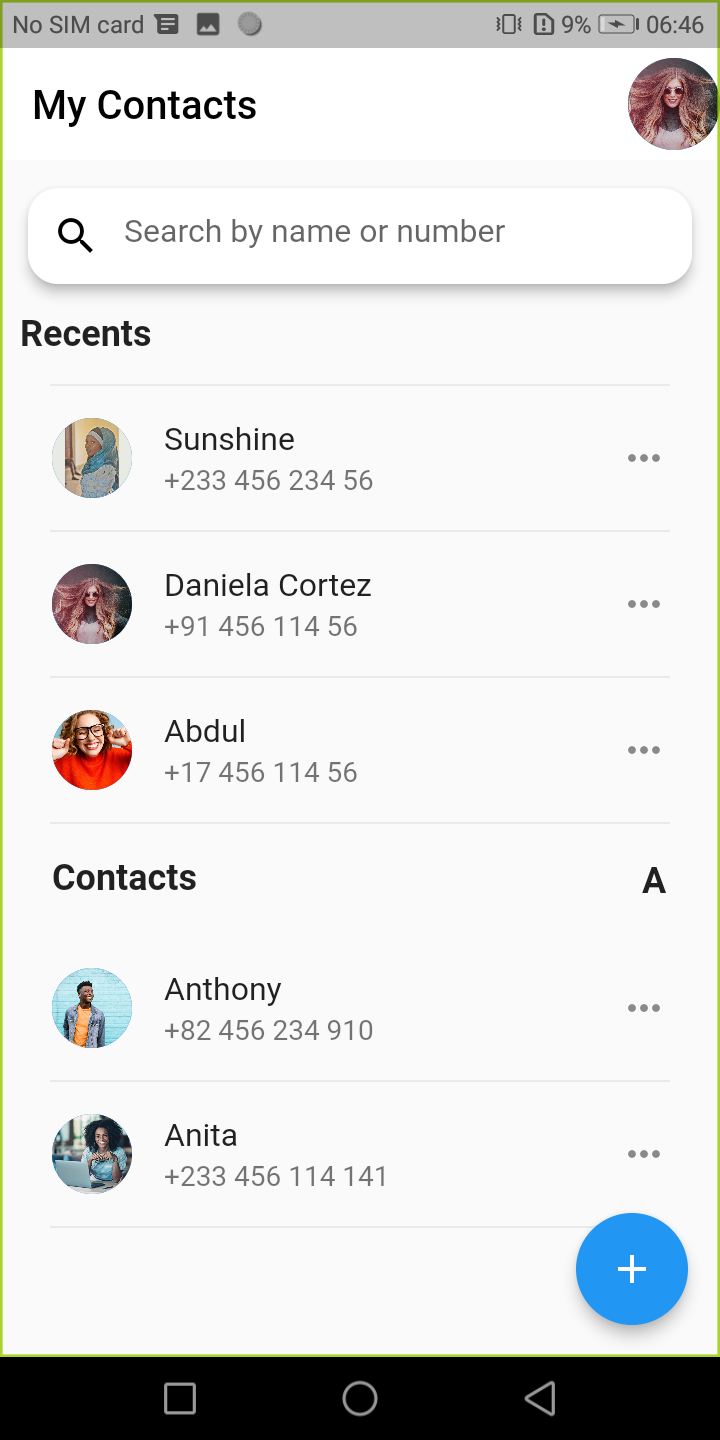 No SIM card 9% 06:46
My Contacts
Search by name or number
Recents
Sunshine
+233 456 234 56
Daniela Cortez
+91 456 114 56
Abdul
+17 456 114 56
Contacts A
Anthony
+82 456 234 910
Anita
+233 456 114 141